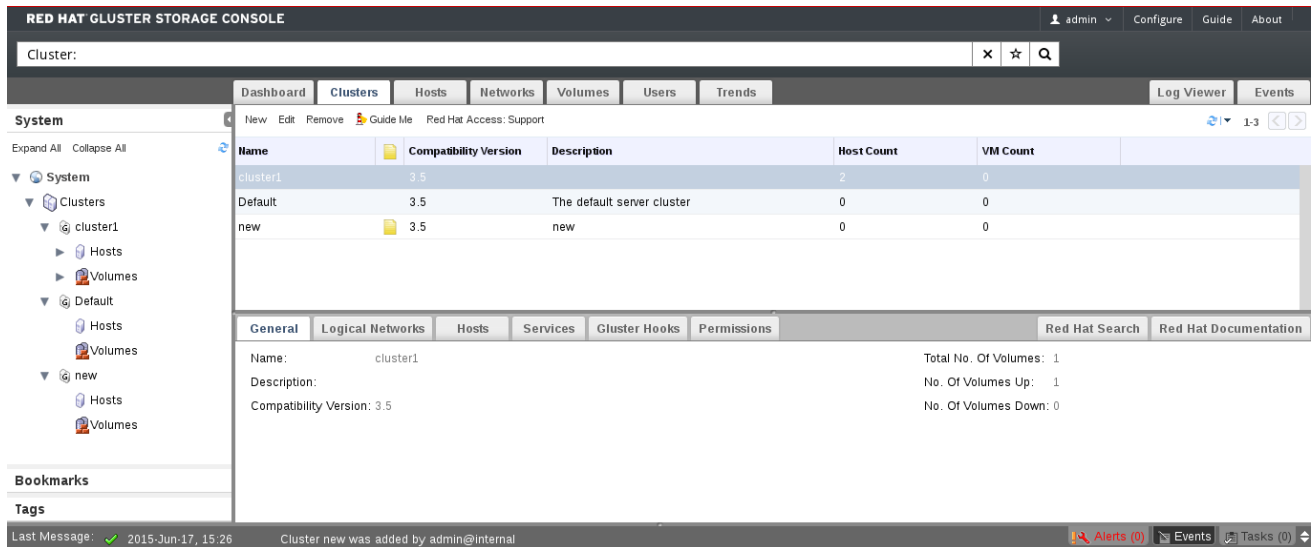 RED HAT GLUSTER STORAGE CONSOLE
admin Configure Guide About
Cluster:
Dashboard Clusters Hosts Networks Volumes Users Trends Log Viewer Events
System
New Edit Remove Guide Me Red Hat Access: Support 1-3
Expand All Collapse All
Name Compatibility Version Description Host Count VM Count
System
cluster1 3.5 2 0
Clusters
Default 3.5 The default server cluster 0 0
cluster1
new 3.5 new 0 0
Hosts
Volumes
Default
Hosts
General Logical Networks Hosts Services Gluster Hooks Permissions Red Hat Search Red Hat Documentation
Volumes
Name: cluster1 Total No. Of Volumes: 1
new
Description: No. Of Volumes Up: 1
Hosts
Compatibility Version: 3.5 No. Of Volumes Down: 0
Volumes
Bookmarks
Tags
Last Message: 2015-Jun-17, 15:26 Cluster new was added by admin@internal Alerts (0) Events Tasks (0)